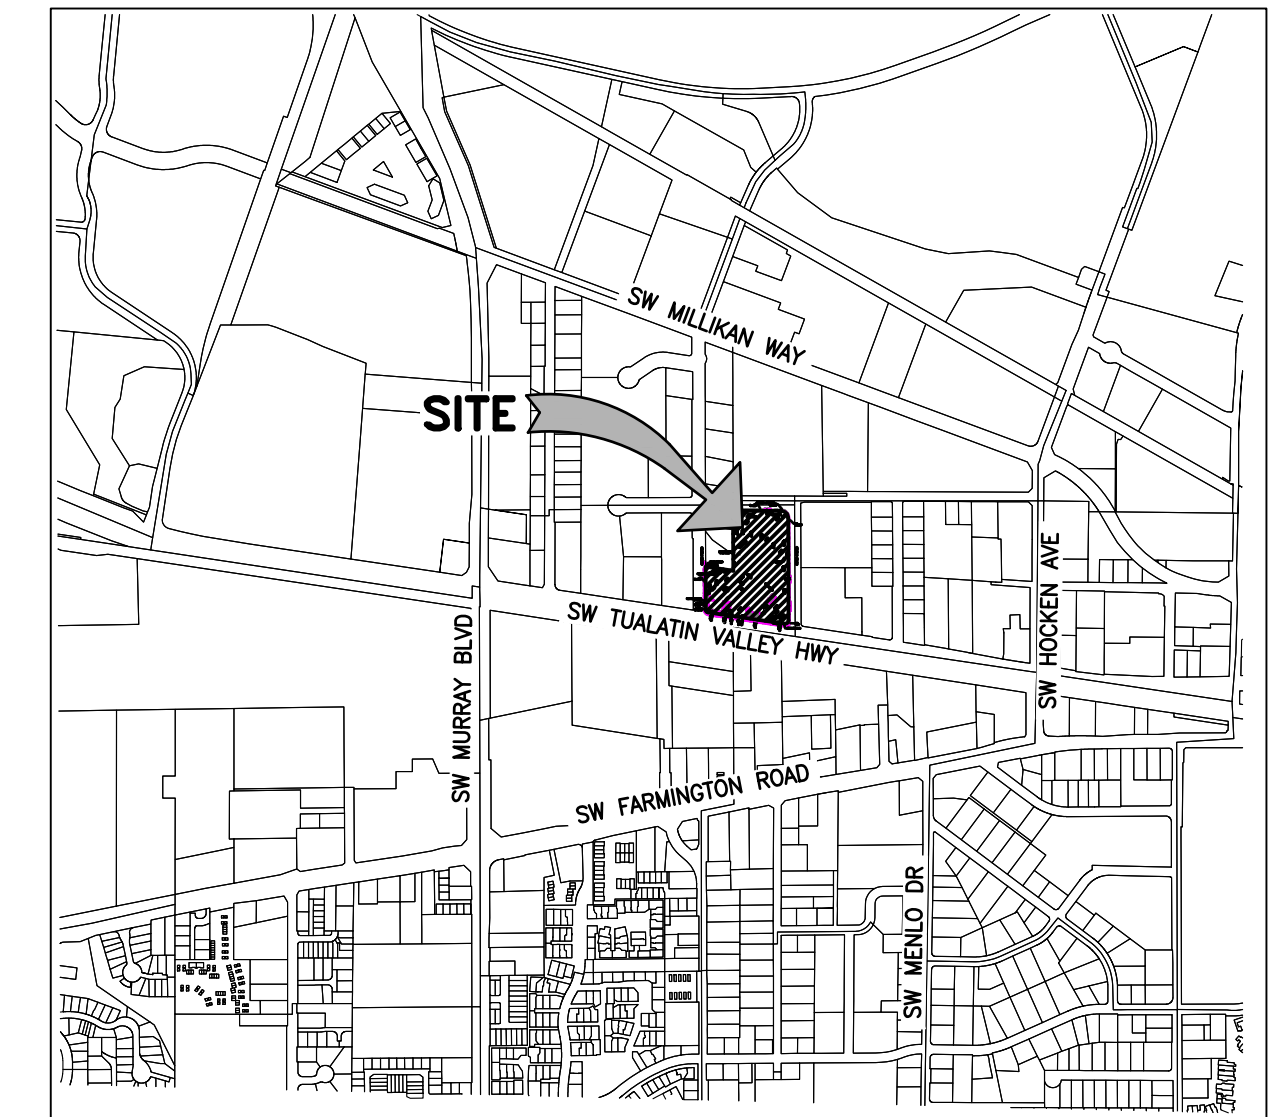 SW MILLIKAN WAY
SITE
SW TUALATIN VALLEY HWY
SW HOCKEN AVE
SW MURRAY BLVD
SW FARMINGTON ROAD
SW MENLO DR